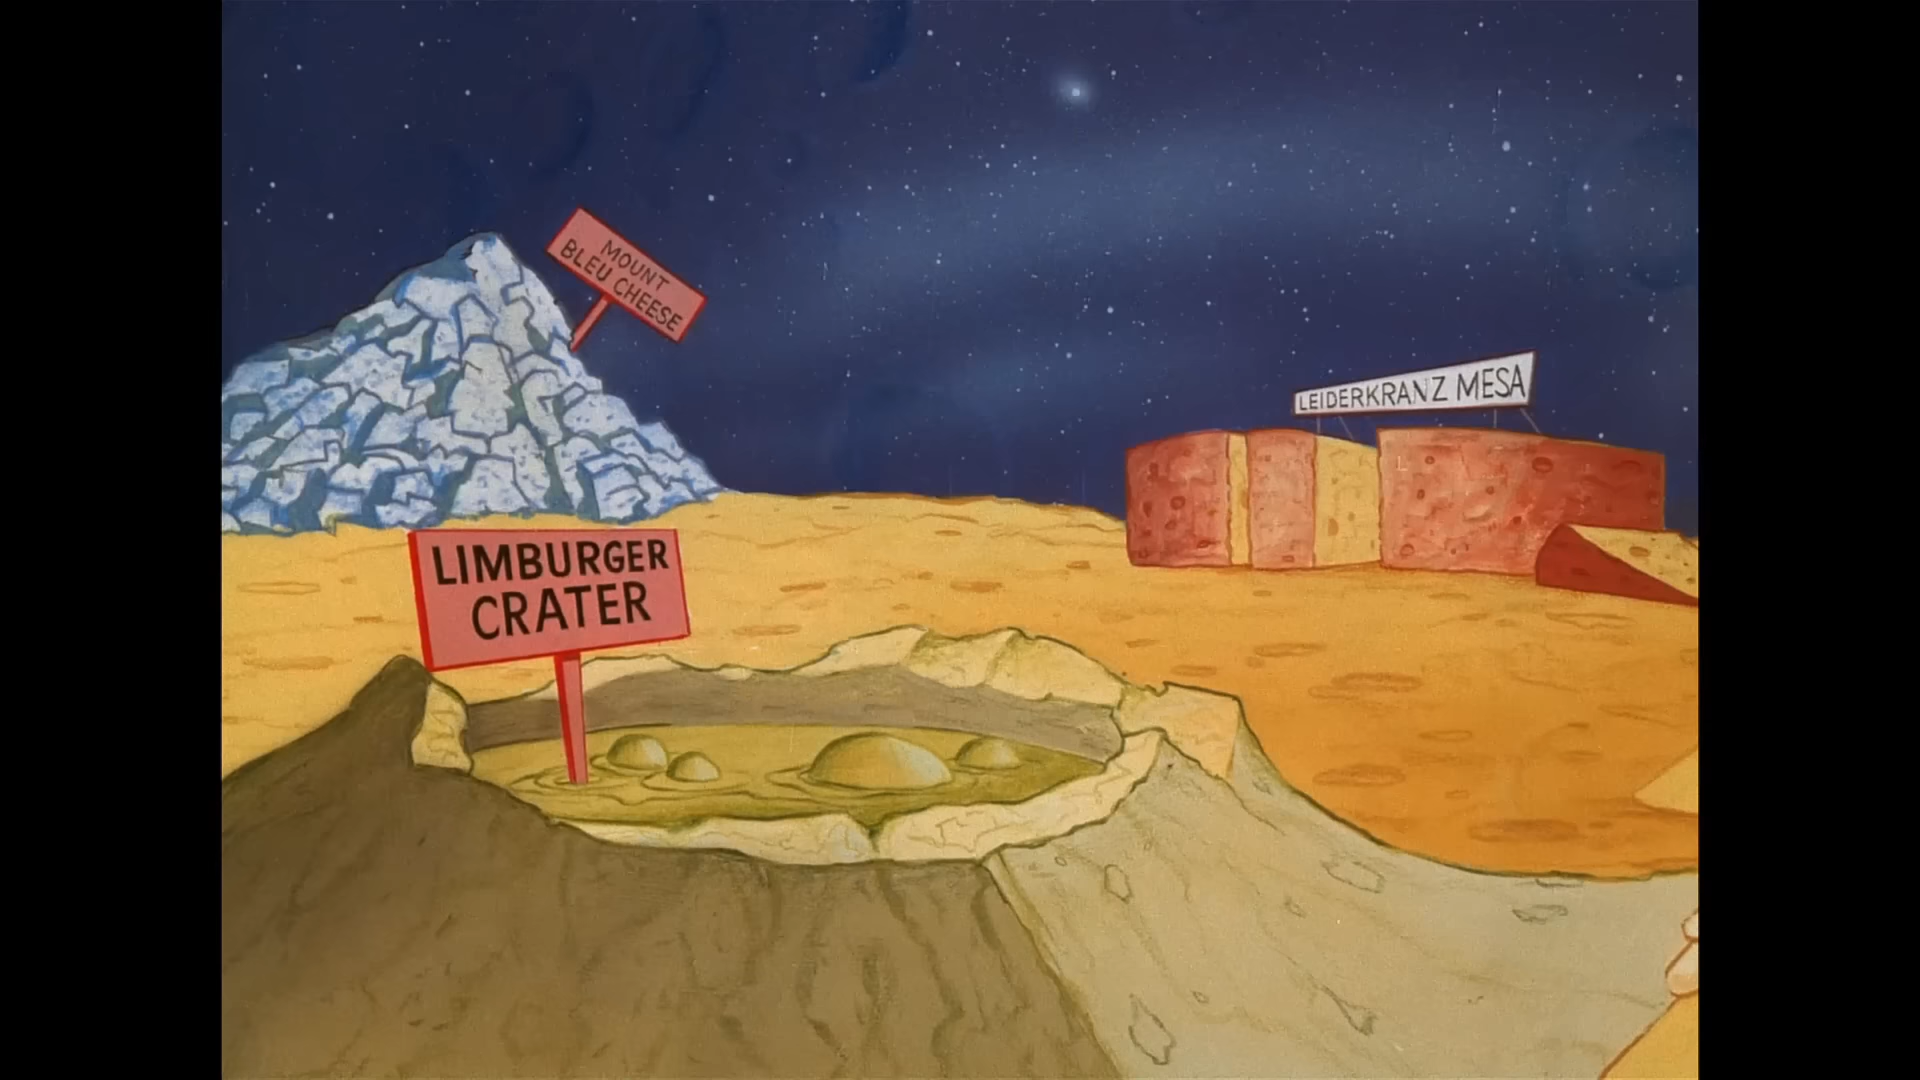 MOUNT
BLEU CHEESE
LEIDERKRANZ MESA
LIMBURGER
CRATER